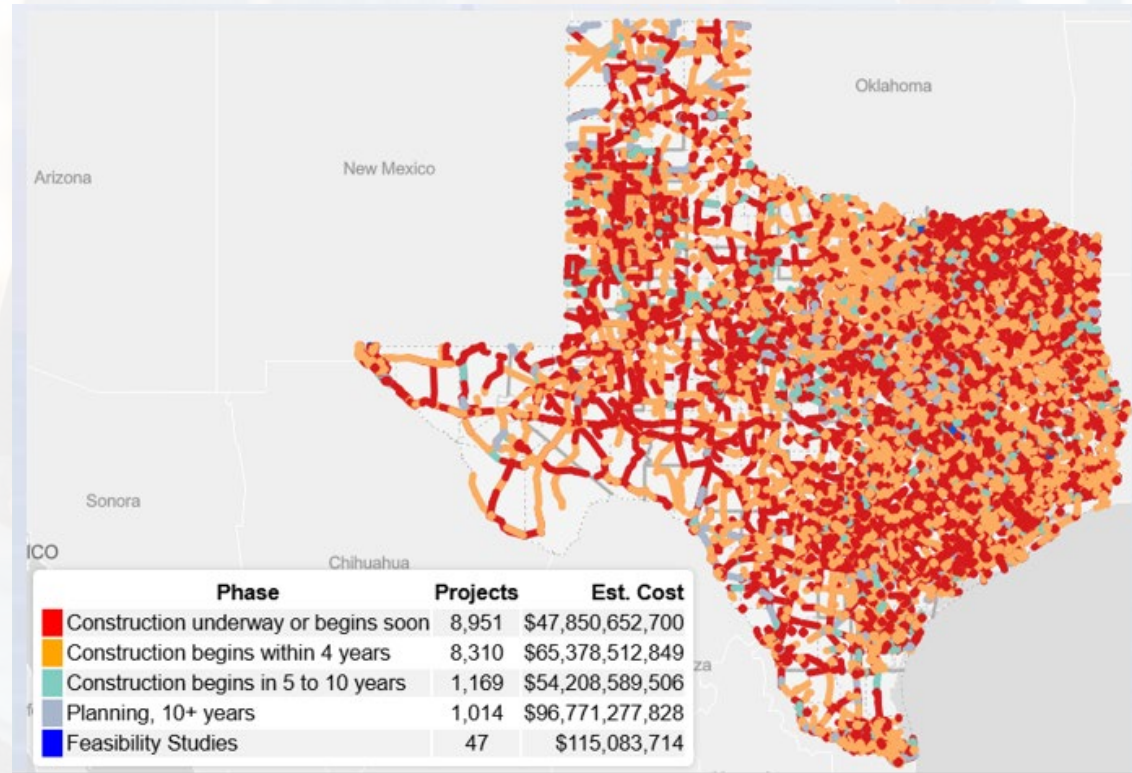 Oklahoma
New Mexico
Arizona
Sonora
ICO
Chihuahua
Phase Projects Est. Cost
Construction underway or begins soon 8,951 $47,850,652,700
Construction begins within 4 years 8,310 $65,378,512,849
za
Construction begins in 5 to 10 years 1,169 $54,208,589,506
Planning, 10+ years 1,014 $96,771,277,828
Feasibility Studies 47 $115,083,714